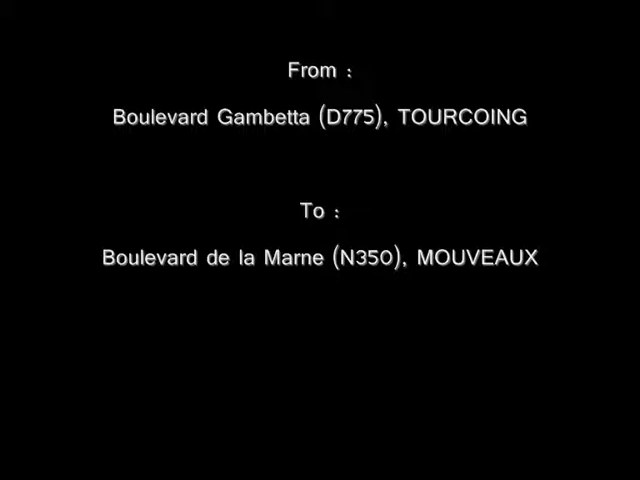 From :
Boulevard Gambetta (D775), TOURCOING
To :
Boulevard de la Marne (N350), MOUVEAUX